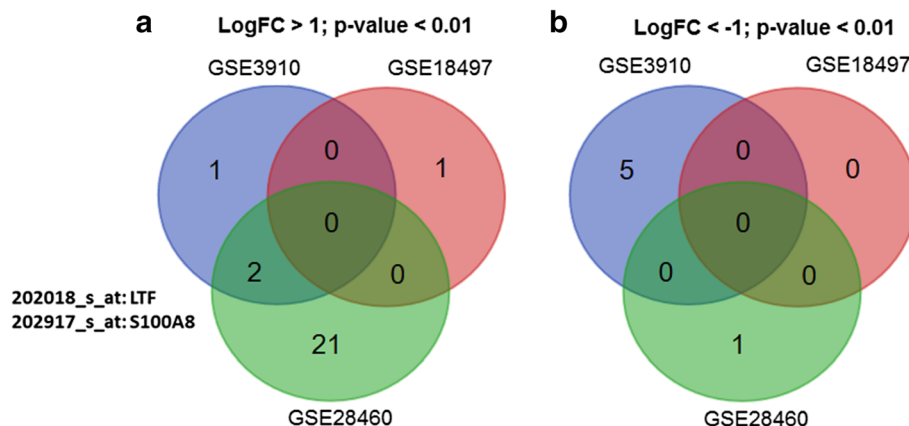 a LogFC > 1; p-value < 0.01
b LogFC < -1; p-value < 0.01
GSE3910
GSE18497
1
0
1
0
2
0
21
202018_s_at: LTF
202917_s_at: S100A8
GSE28460
GSE3910
GSE18497
5
0
0
0
0
0
1
GSE28460